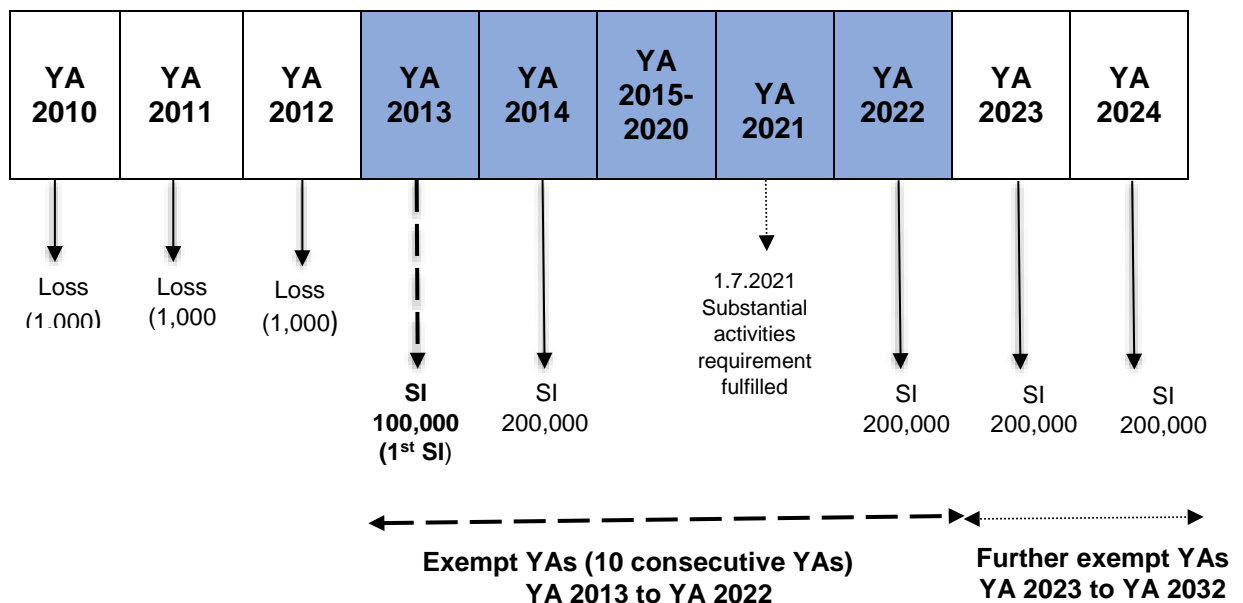 YA 2010
YA 2011
YA 2012
YA 2013
YA 2014
YA 2015-2020
YA 2021
YA 2022
YA 2023
YA 2024
Loss
(1,000)
Loss
(1,000
Loss
(1,000)
SI
100,000
(1st SI)
SI
200,000
1.7.2021
Substantial
activities
requirement
fulfilled
SI
200,000
SI
200,000
SI
200,000
Exempt YAs (10 consecutive YAs)
YA 2013 to YA 2022
Further exempt YAs
YA 2023 to YA 2032